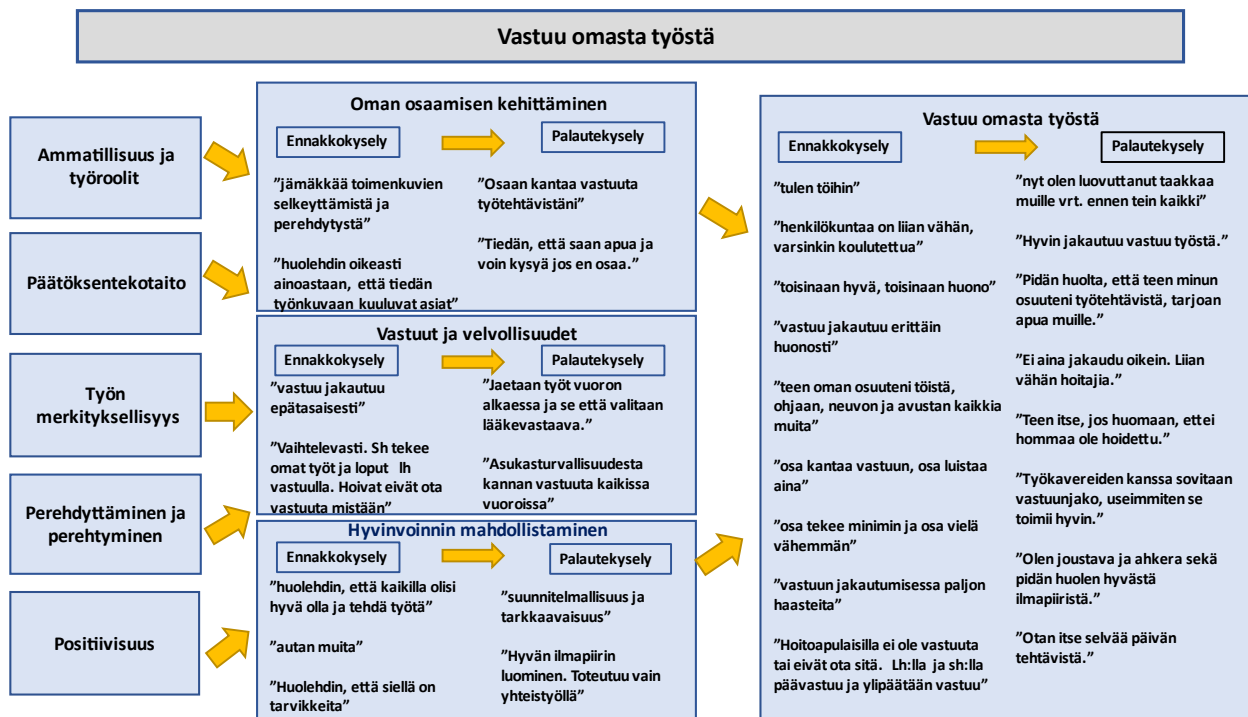 Vastuu omasta työstä
Ammatillisuus ja
työroolit
Päätöksentekotaito
Työn
merkityksellisyys
Perehdyttäminen ja
perehtyminen
Positiivisuus
Oman osaamisen kehittäminen
Ennakkokysely
Palautekysely
”jämäkkää toimenkuvien
selkeyttämistä ja
perehdytystä”
”huolehdin oikeasti
ainoastaan, että tiedän
työnkuvaan kuuluvat asiat”
”Osaan kantaa vastuuta
työtehtävistäni”
”Tiedän, että saan apua ja
voin kysyä jos en osaa.”
Vastuut ja velvollisuudet
Ennakkokysely
Palautekysely
”vastuu jakautuu
epätasaisesti”
”Vaihtelevasti. Sh tekee
omat työt ja loput lh
vastuulla. Hoivat eivät ota
vastuuta mistään”
”Jaetaan työt vuoron
alkaessa ja se että valitaan
lääkevastaava.”
”Asukasturvallisuudesta
kannan vastuuta kaikissa
vuoroissa”
Hyvinvoinnin mahdollistaminen
Ennakkokysely
Palautekysely
”huolehdin, että kaikilla olisi
hyvä olla ja tehdä työtä”
”autan muita”
”Huolehdin, että siellä on
tarvikkeita”
”suunnitelmallisuus ja
tarkkaavaisuus”
”Hyvän ilmapiirin
luominen. Toteutuu vain
yhteistyöllä”
Vastuu omasta työstä
Ennakkokysely
Palautekysely
”tulen töihin”
”henkilökuntaa on liian vähän,
varsinkin koulutettua”
”toisinaan hyvä, toisinaan huono”
”vastuu jakautuu erittäin
huonosti”
”teen oman osuuteni töistä,
ohjaan, neuvon ja avustan kaikkia
muita”
”osa kantaa vastuun, osa luistaa
aina”
”osa tekee minimin ja osa vielä
vähemmän”
”vastuun jakautumisessa paljon
haasteita”
”Hoitoapulaisilla ei ole vastuuta
tai eivät ota sitä. Lh:lla ja sh:lla
päävastuu ja ylipäätään vastuu”
”nyt olen luovuttanut taakkaa
muille vrt. ennen tein kaikki”
”Hyvin jakautuu vastuu työstä.”
”Pidän huolta, että teen minun
osuuteni työtehtävistä, tarjoan
apua muille.”
”Ei aina jakaudu oikein. Liian
vähän hoitajia.”
”Teen itse, jos huomaan, ettei
hommaa ole hoidettu.”
”Työkavereiden kanssa sovitaan
vastuunjako, useimmiten se
toimii hyvin.”
”Olen joustava ja ahkera sekä
pidän huolen hyvästä
ilmapiiristä.”
”Otan itse selvää päivän
tehtävistä.”